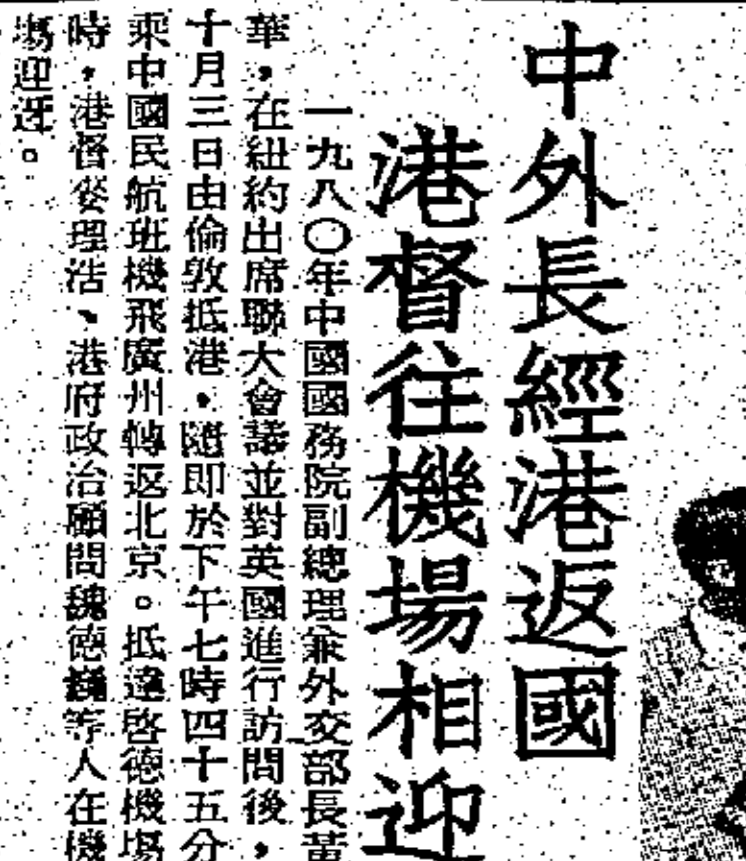 中外長經港返國
港督往機場相迎
一九八〇年中國國務院副總理兼外交部長黃
華，在紐約出席聯大會議並對英國進行訪問後，
十月三日由倫敦抵港，隨即於下午七時四十五分
乘中國民航班機飛廣州轉返北京。抵達啓德機場
時，港督麥理浩、港府政治顧問魏德巍等人在機
場迎迓。